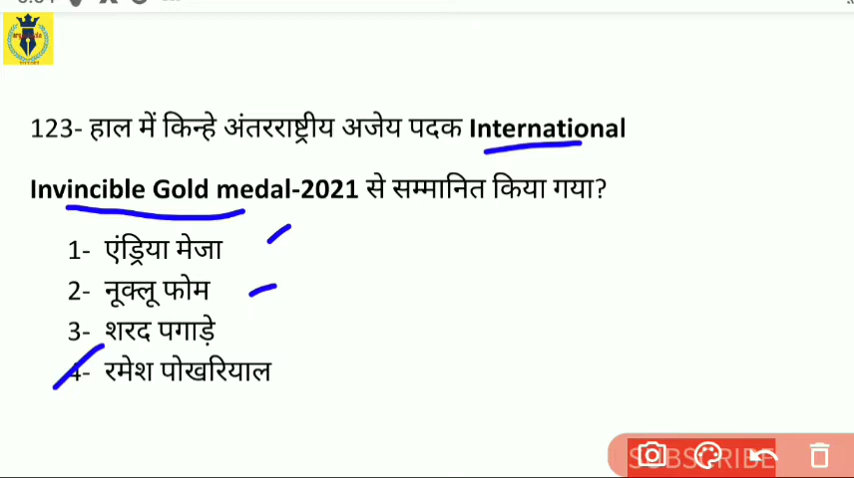 123- हाल में किन्हे अंतरराष्ट्रीय अजेय पदक International
Invincible Gold medal-2021 से सम्मानित किया गया?
1- एंड्रिया मेजा
2- नूक्लू फोम
3- शरद पगाड़े
4- रमेश पोखरियाल
SUBSCRIBE